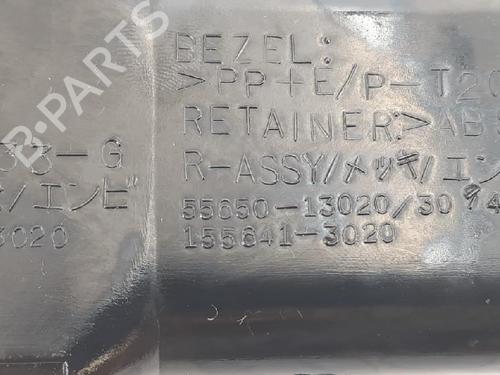 BEZEL:
>PP+E/P-T20
RETAINER:>AB
33-G
R-ASSY/メッキ/エン
/エンビ
55650-13020/30
3020
155641-3020
B-PARTS